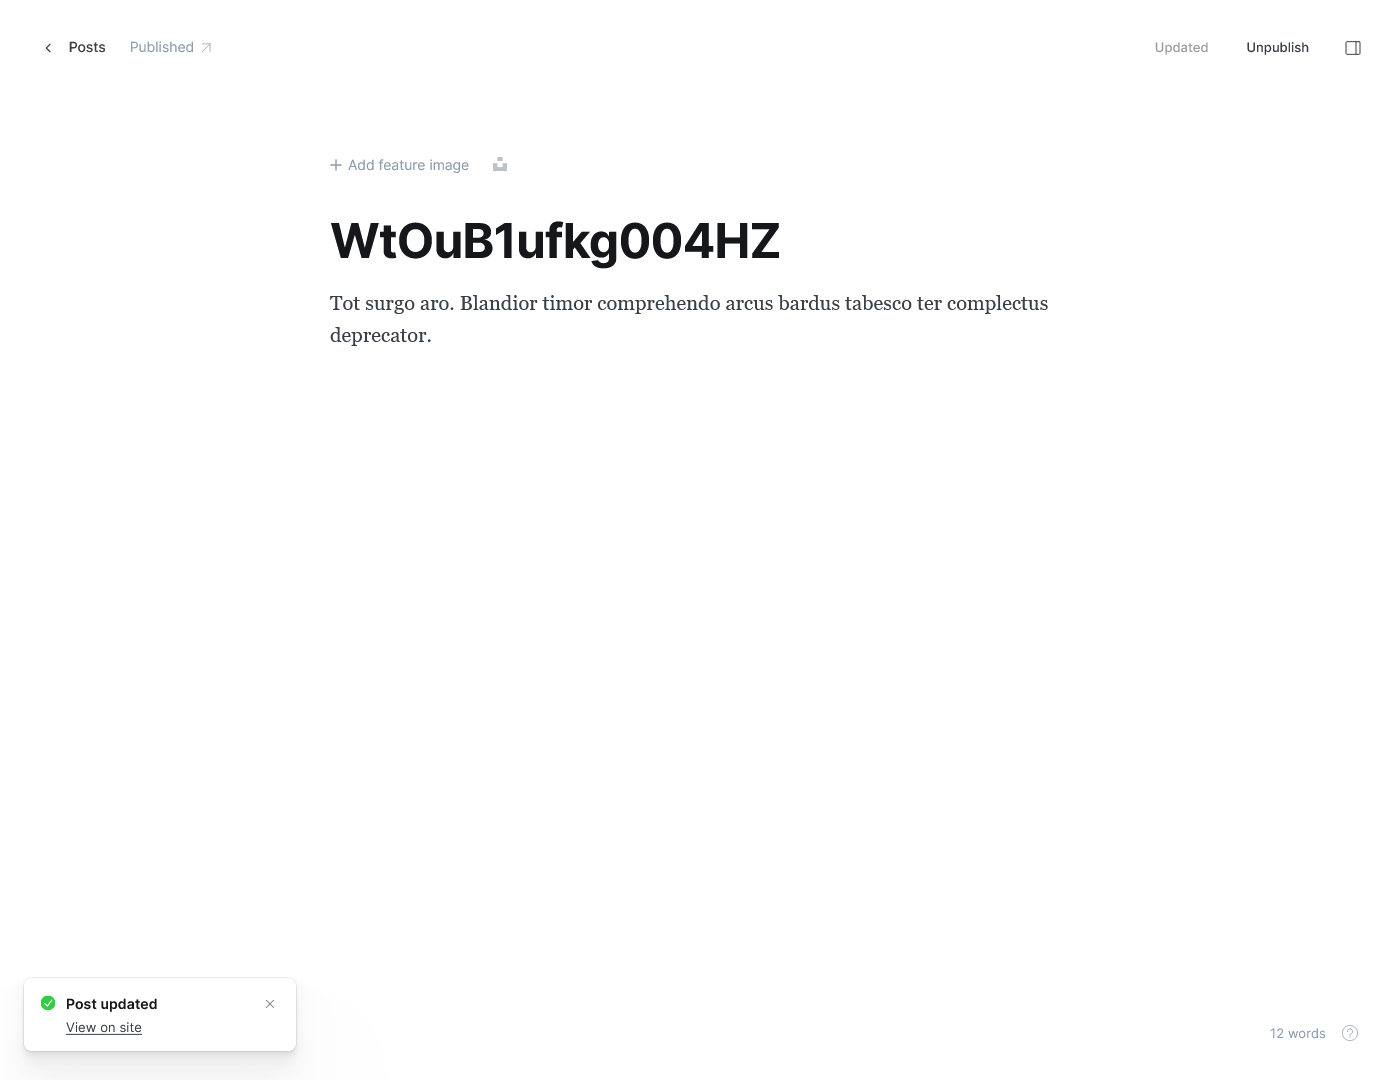 Posts
Published
Updated
Unpublish
Add feature image
WtOuB1ufkg004HZ
Tot surgo aro. Blandior timor comprehendo arcus bardus tabesco ter complectus
deprecator.
Post updated
View on site
12 words